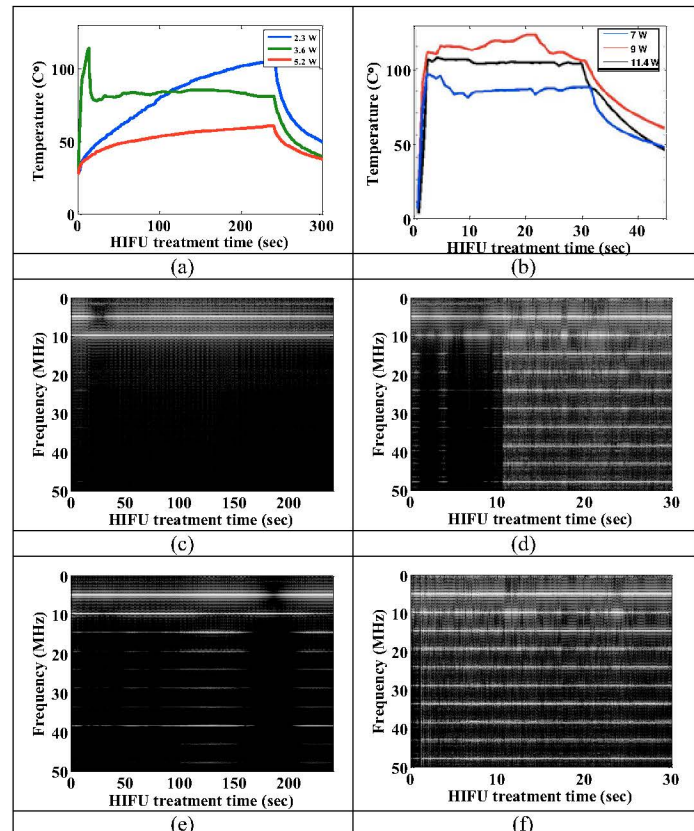 Temperature (C°)
100
50
0
2.3 W
3.6 W
5.2 W
0 50 100 150 200 250 300
HIFU treatment time (sec)
(a)
Temperature (C°)
150
100
50
0
7 W
9 W
11.4 W
0 10 20 30 40
HIFU treatment time (sec)
(b)
Frequency (MHz)
0
10
20
30
40
50
0 50 100 150 200
HIFU treatment time (sec)
(c)
Frequency (MHz)
0
10
20
30
40
50
0 10 20 30
HIFU treatment time (sec)
(d)
Frequency (MHz)
0
10
20
30
40
50
0 50 100 150 200
HIFU treatment time (sec)
(e)
Frequency (MHz)
0
10
20
30
40
50
0 10 20 30
HIFU treatment time (sec)
(f)